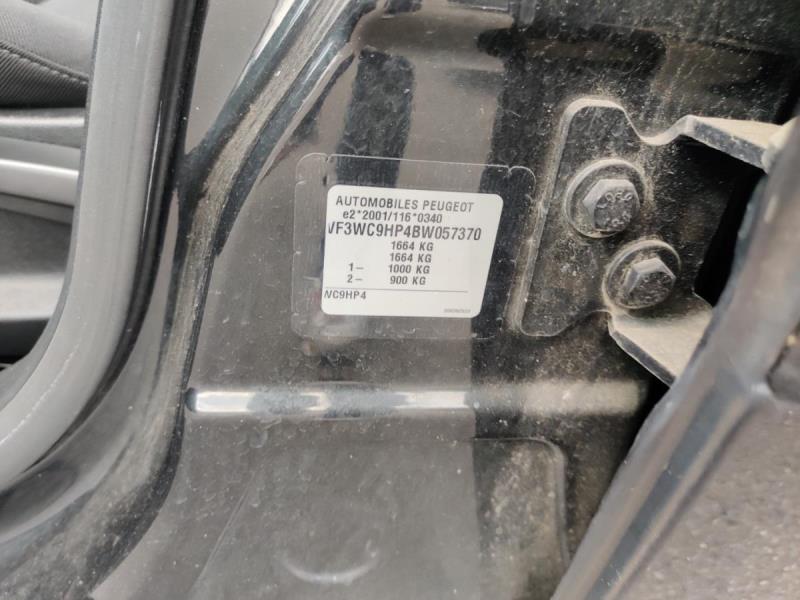 AUTOMOBILES PEUGEOT
e2*2001/116*0340
VF3WC9HP4BW057370
1664 KG
1664 KG
1– 1000 KG
2– 900 KG
WC9HP4